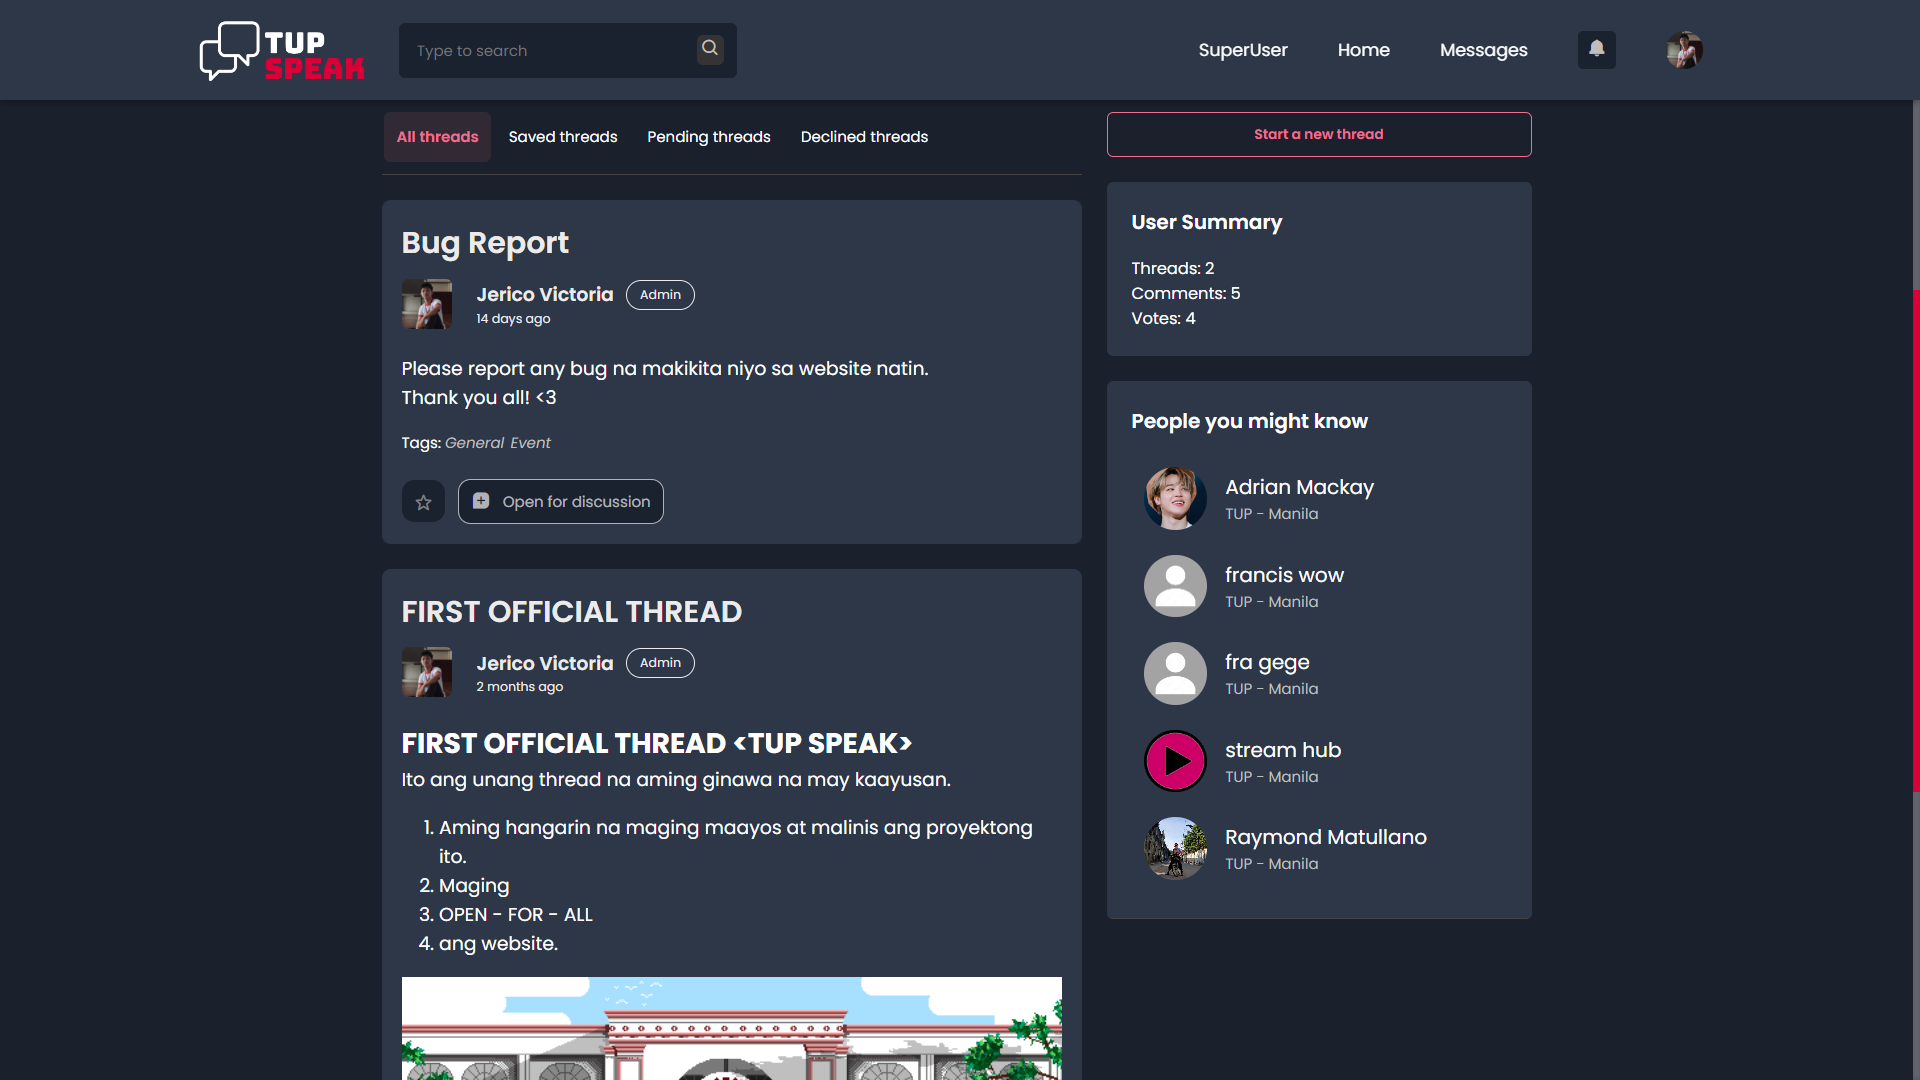 TUP
SPEAK
Type to search
SuperUser
Home
Messages
All threads
Saved threads
Pending threads
Declined threads
Start a new thread
Bug Report
Jerico Victoria
Admin
14 days ago
Please report any bug na makikita niyo sa website natin.
Thank you all! <3
Tags: General Event
Open for discussion
FIRST OFFICIAL THREAD
Jerico Victoria
Admin
2 months ago
FIRST OFFICIAL THREAD <TUP SPEAK>
Ito ang unang thread na aming ginawa na may kaayusan.
1. Aming hangarin na maging maayos at malinis ang proyektong
ito.
2. Maging
3. OPEN - FOR - ALL
4. ang website.
User Summary
Threads: 2
Comments: 5
Votes: 4
People you might know
Adrian Mackay
TUP - Manila
francis wow
TUP - Manila
fra gege
TUP - Manila
stream hub
TUP - Manila
Raymond Matullano
TUP - Manila